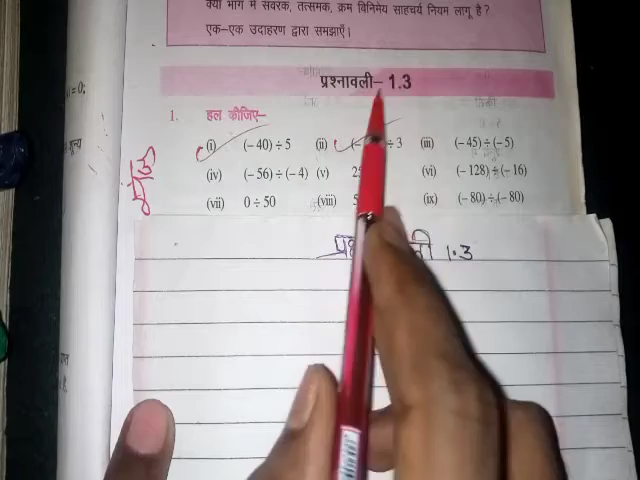 क्या भाग में संवरक, तत्समक, क्रम विनिमेय साहचर्य नियम लागू है?
एक-एक उदाहरण द्वारा समझाएँ।
प्रश्नावली– 1.3
1. हल कीजिए–
(i) (-40) ÷ 5 (ii) ÷ 3 (iii) (-45) ÷ (-5)
(iv) (-56) ÷ (-4) (v) (vi) (-128) ÷ (-16)
(vii) 0 ÷ 50 (viii) (ix) (-80) ÷ (-80)
1.3